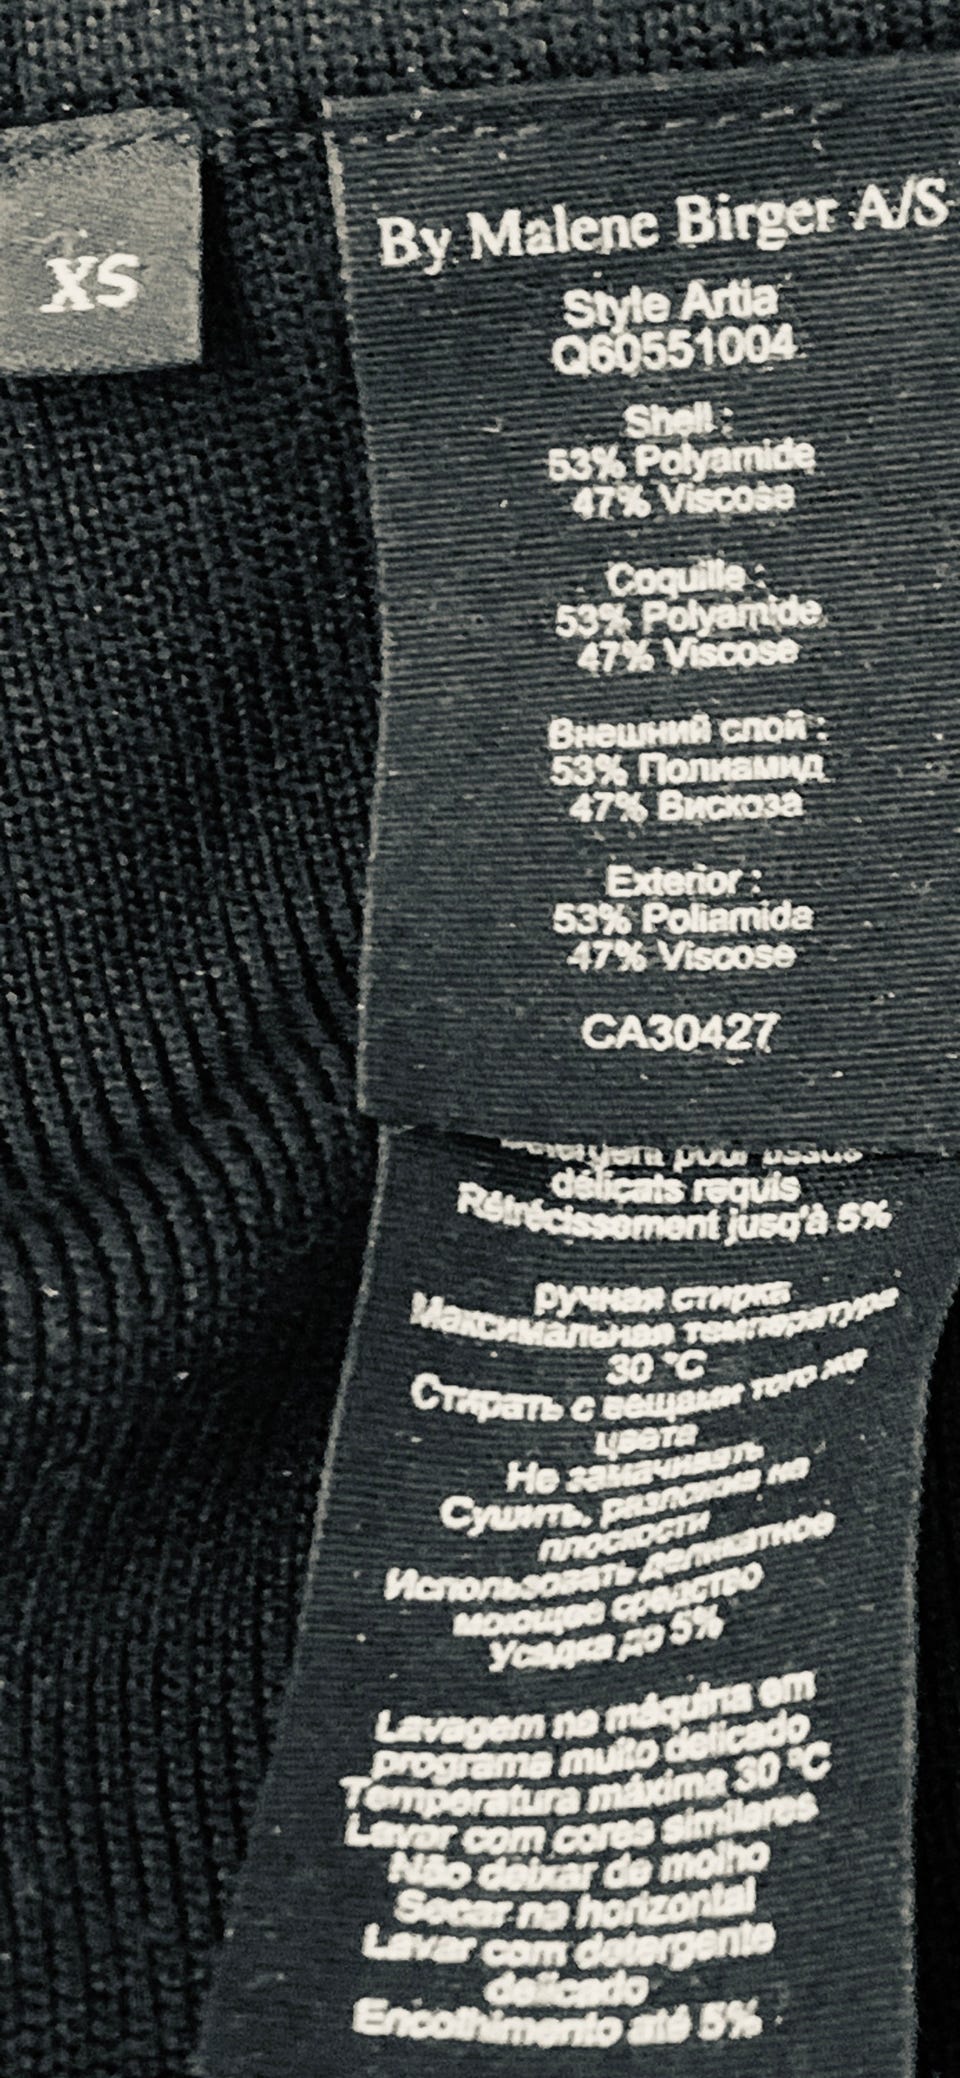 xs
By Malene Birger A/S
Style Artia
Q60551004
Shell :
53% Polyamide
47% Viscose
Coquille :
53% Polyamide
47% Viscose
Внешний слой :
53% Полиамид
47% Вискоза
Exterior :
53% Poliamida
47% Viscose
CA30427
pour tissus
délicats requis
Rétrécissement jusq'à 5%
ручная стирка
Максимальная температура
30 °C
Стирать с вещами того же
цвета
Не замачивать
Сушить, разложив на
плоскости
Использовать деликатное
моющее средство
Усадка до 5%
Lavagem na máquina em
programa muito delicado
Temperatura máxima 30 °C
Lavar com cores similares
Não deixar de molho
Secar na horizontal
Lavar com detergente
delicado
Encolhimento até 5%